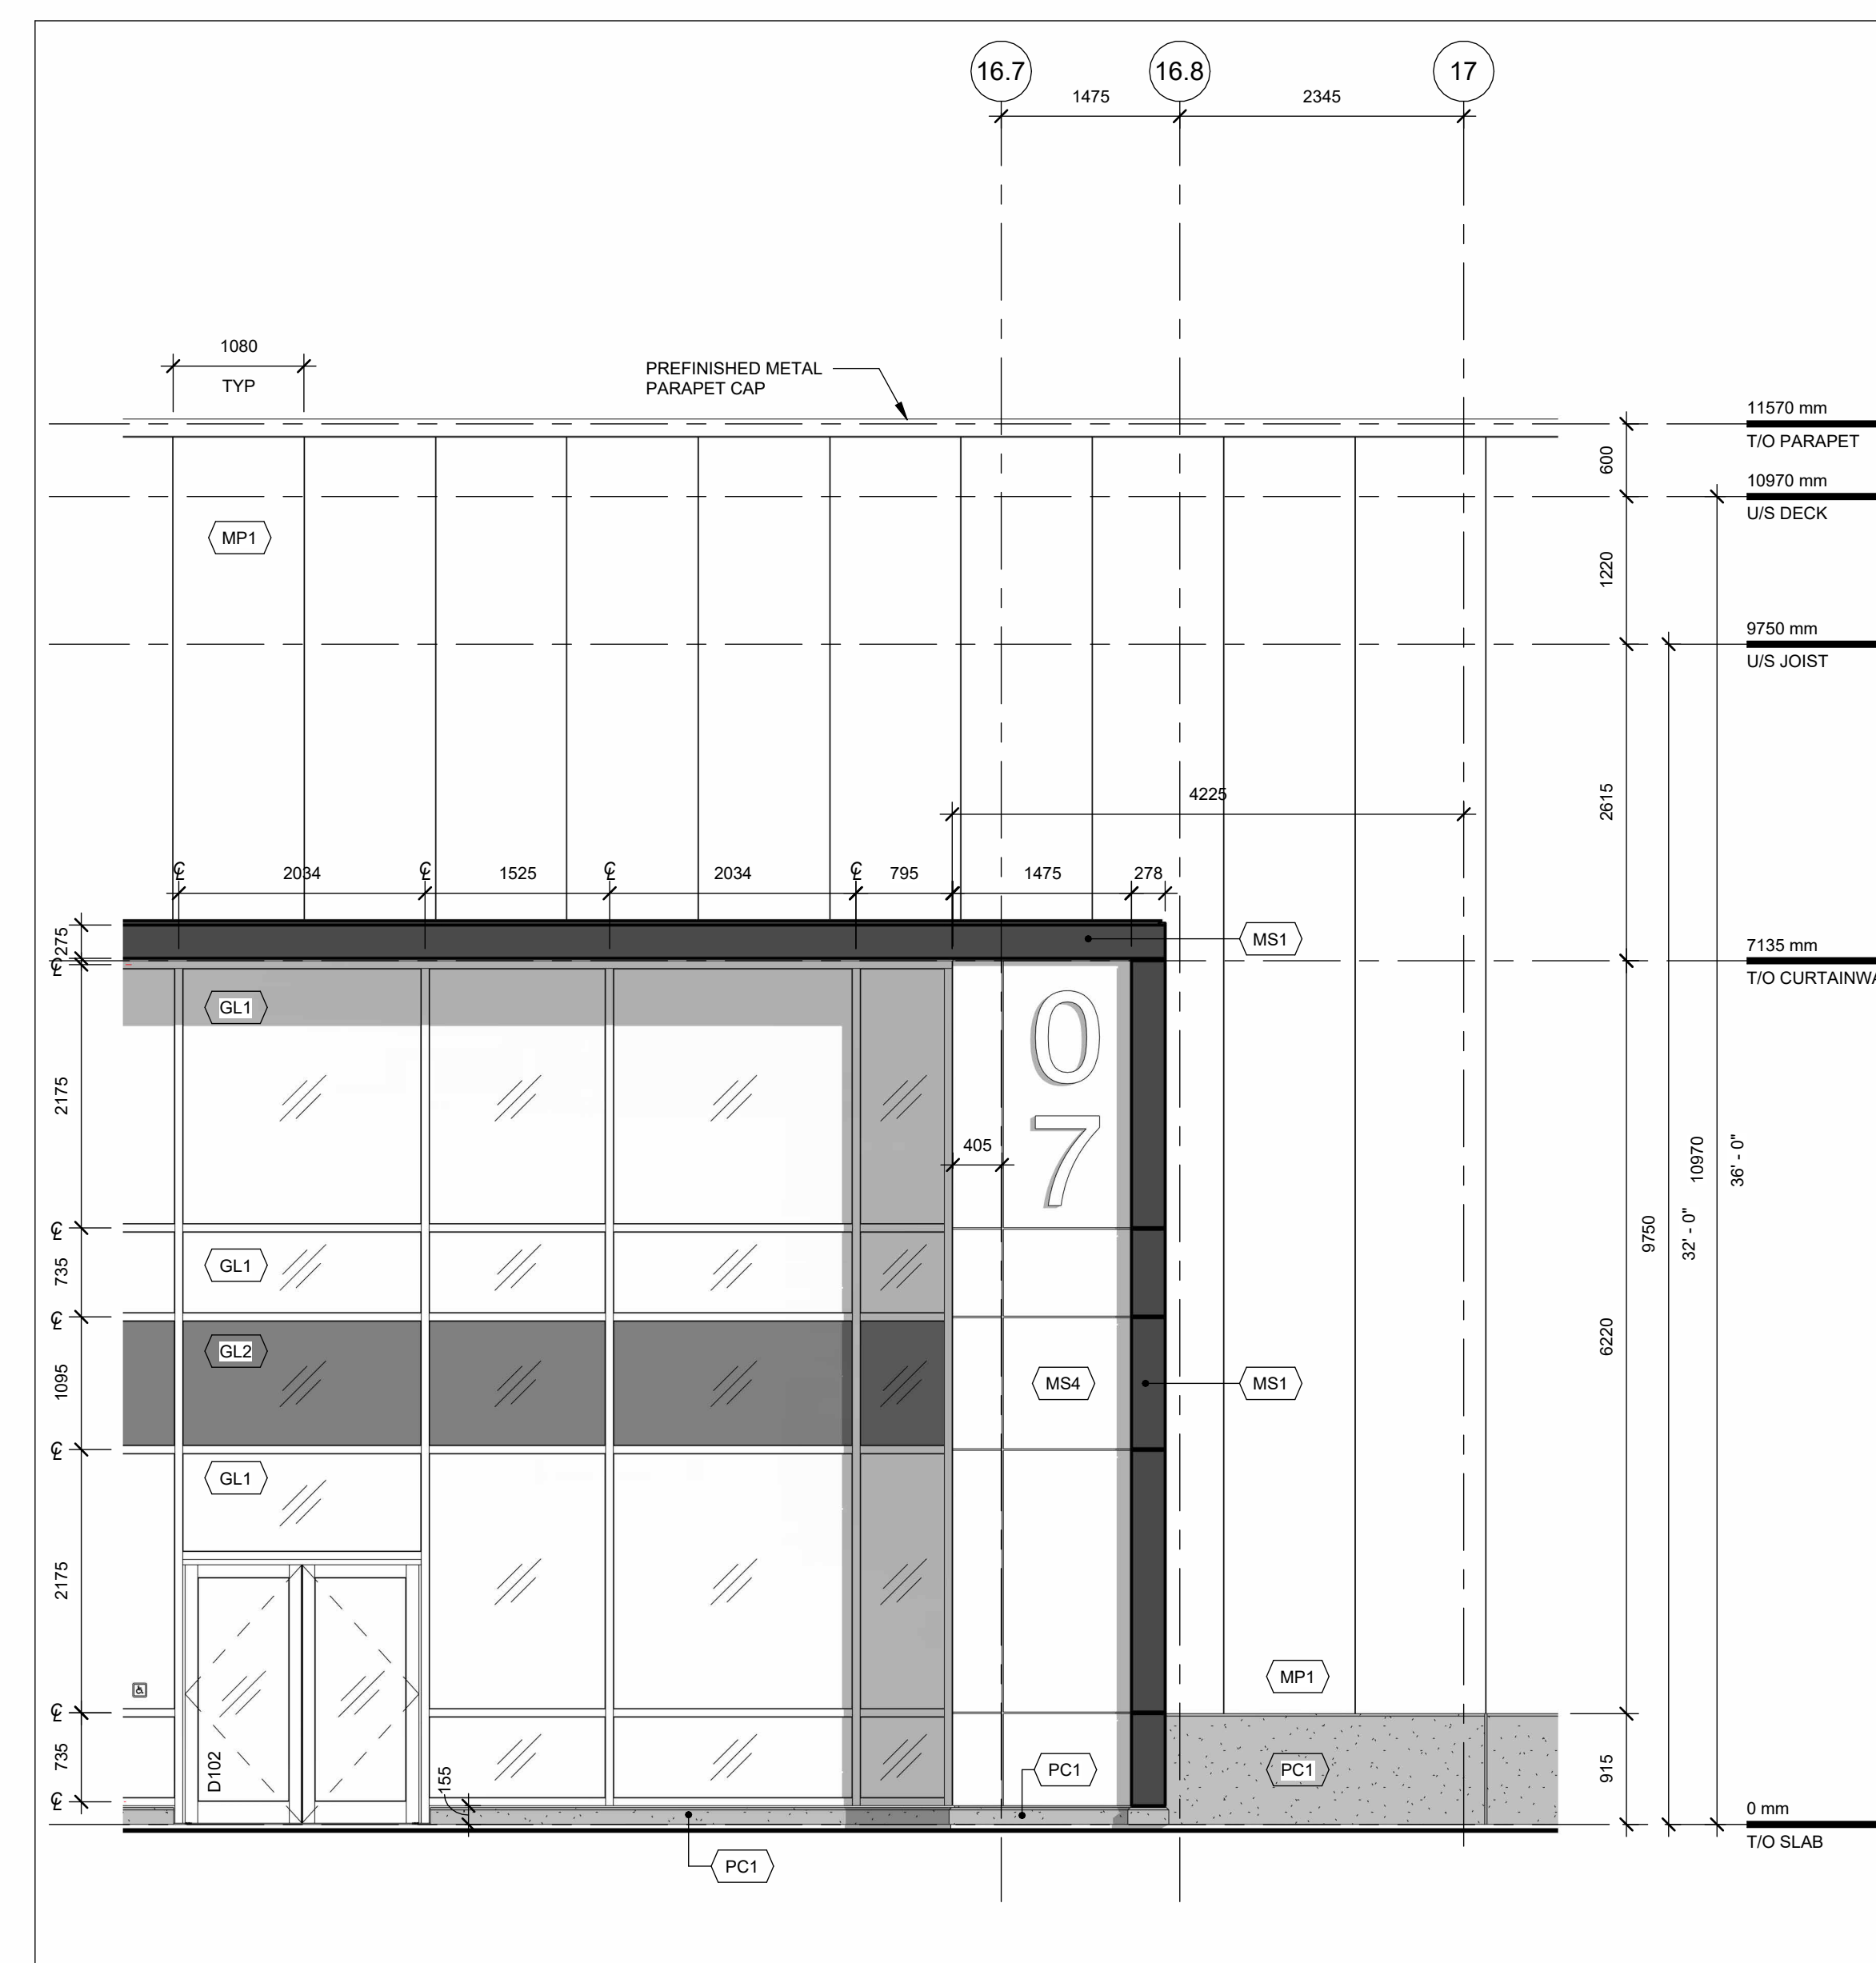 16.7
16.8
17
1475
2345
1080
TYP
PREFINISHED METAL
PARAPET CAP
11570 mm
T/O PARAPET
600
10970 mm
U/S DECK
MP1
1220
9750 mm
U/S JOIST
2615
4225
℄
2034
℄
1525
℄
2034
℄
795
1475
278
275
MS1
℄
7135 mm
T/O CURTAINWA
GL1
0
7
2175
405
10970
36' - 0"
9750
32' - 0"
℄
735
GL1
℄
6220
GL2
1095
MS4
MS1
℄
GL1
2175
MP1
℄
735
D102
155
PC1
PC1
915
℄
0 mm
T/O SLAB
PC1